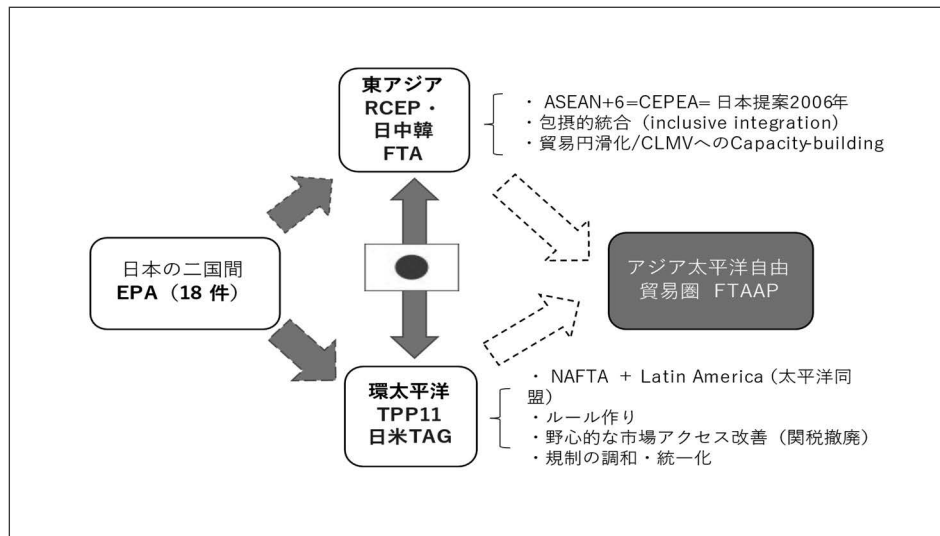 東アジア
RCEP・
日中韓
FTA
・ ASEAN+6=CEPEA= 日本提案2006年
・包摂的統合（inclusive integration）
・貿易円滑化/CLMVへのCapacity-building
日本の二国間
EPA（18 件）
アジア太平洋自由
貿易圏 FTAAP
環太平洋
TPP11
日米TAG
・ NAFTA + Latin America (太平洋同
盟)
・ルール作り
・野心的な市場アクセス改善（関税撤廃）
・規制の調和・統一化